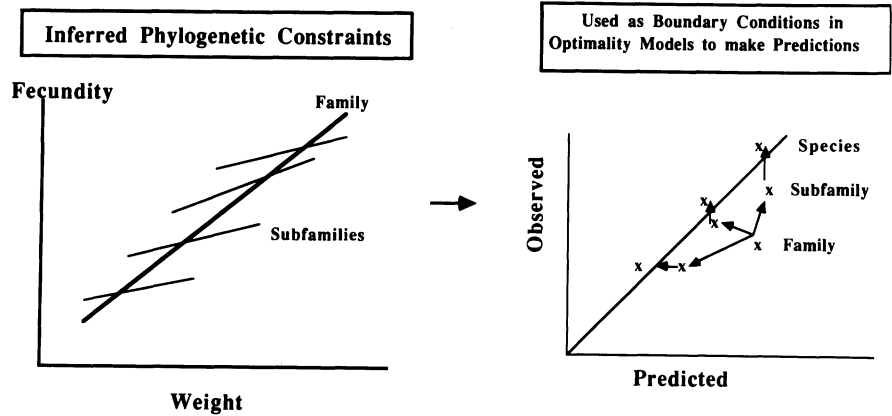 Inferred Phylogenetic Constraints
Fecundity
Family
Subfamilies
Weight
Used as Boundary Conditions in
Optimality Models to make Predictions
Observed
x Species
x Subfamily
x
x
x Family
x x
Predicted